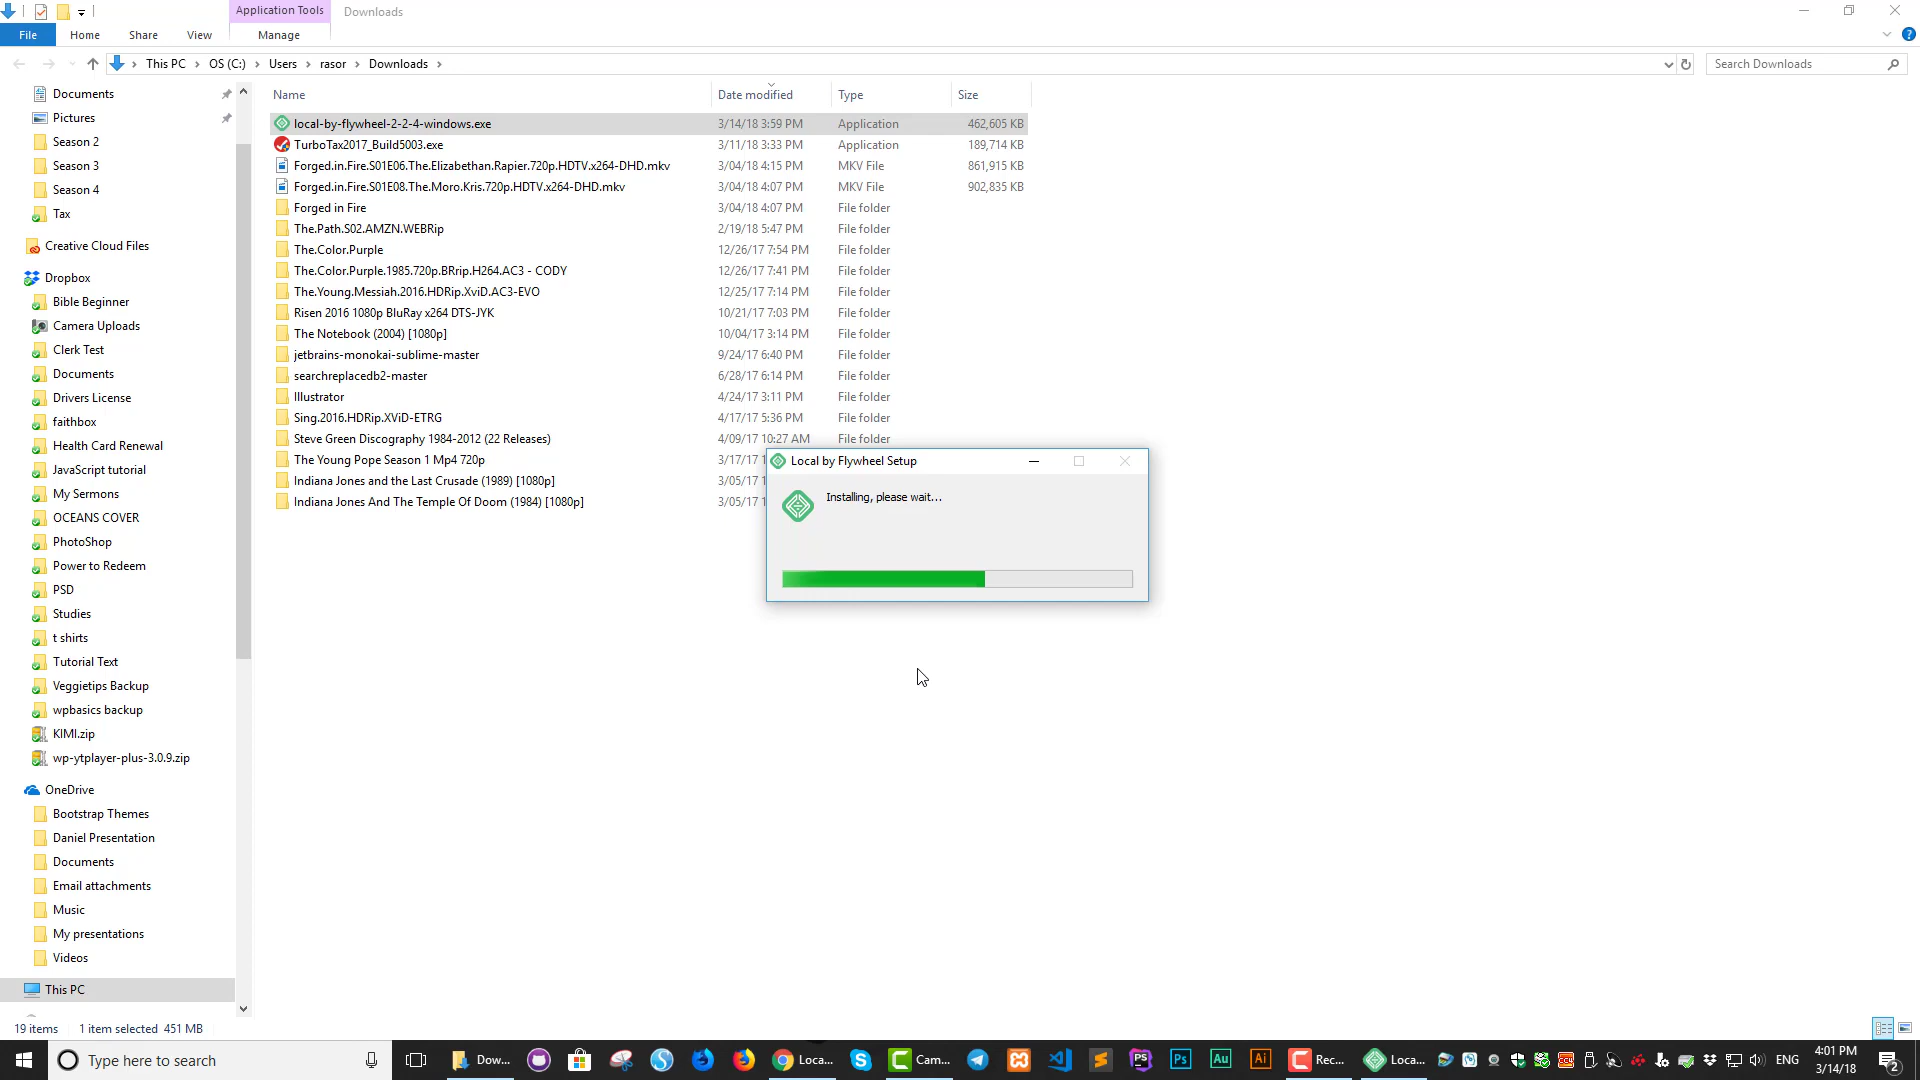 Application Tools
Downloads
File
Home
Share
View
Manage
This PC
OS (C:)
Users
rasor
Downloads
Search Downloads
Name
Date modified
Type
Size
Documents
Pictures
Season 2
Season 3
Season 4
Tax
Creative Cloud Files
Dropbox
Bible Beginner
Camera Uploads
Clerk Test
Documents
Drivers License
faithbox
Health Card Renewal
JavaScript tutorial
My Sermons
OCEANS COVER
PhotoShop
Power to Redeem
PSD
Studies
t shirts
Tutorial Text
Veggietips Backup
wpbasics backup
KIMI.zip
wp-ytplayer-plus-3.0.9.zip
OneDrive
Bootstrap Themes
Daniel Presentation
Documents
Email attachments
Music
My presentations
Videos
This PC
local-by-flywheel-2-2-4-windows.exe 3/14/18 3:59 PM Application 462,605 KB
TurboTax2017_Build5003.exe 3/11/18 3:33 PM Application 189,714 KB
Forged.in.Fire.S01E06.The.Elizabethan.Rapier.720p.HDTV.x264-DHD.mkv 3/04/18 4:15 PM MKV File 861,915 KB
Forged.in.Fire.S01E08.The.Moro.Kris.720p.HDTV.x264-DHD.mkv 3/04/18 4:07 PM MKV File 902,835 KB
Forged in Fire 3/04/18 4:07 PM File folder
The.Path.S02.AMZN.WEBRip 2/19/18 5:47 PM File folder
The.Color.Purple 12/26/17 7:54 PM File folder
The.Color.Purple.1985.720p.BRrip.H264.AC3 - CODY 12/26/17 7:41 PM File folder
The.Young.Messiah.2016.HDRip.XviD.AC3-EVO 12/25/17 7:14 PM File folder
Risen 2016 1080p BluRay x264 DTS-JYK 10/21/17 7:03 PM File folder
The Notebook (2004) [1080p] 10/04/17 3:14 PM File folder
jetbrains-monokai-sublime-master 9/24/17 6:40 PM File folder
searchreplacedb2-master 6/28/17 6:14 PM File folder
Illustrator 4/24/17 3:11 PM File folder
Sing.2016.HDRip.XViD-ETRG 4/17/17 5:36 PM File folder
Steve Green Discography 1984-2012 (22 Releases) 4/09/17 10:27 AM File folder
The Young Pope Season 1 Mp4 720p 3/17/17 1
Indiana Jones and the Last Crusade (1989) [1080p] 3/05/17 1
Indiana Jones And The Temple Of Doom (1984) [1080p] 3/05/17 1
Local by Flywheel Setup
Installing, please wait...
19 items 1 item selected 451 MB
Type here to search
Dow...
Loca...
Cam...
PS
Ps
Au
Ai
Rec...
Loca...
ENG
4:01 PM
3/14/18
2